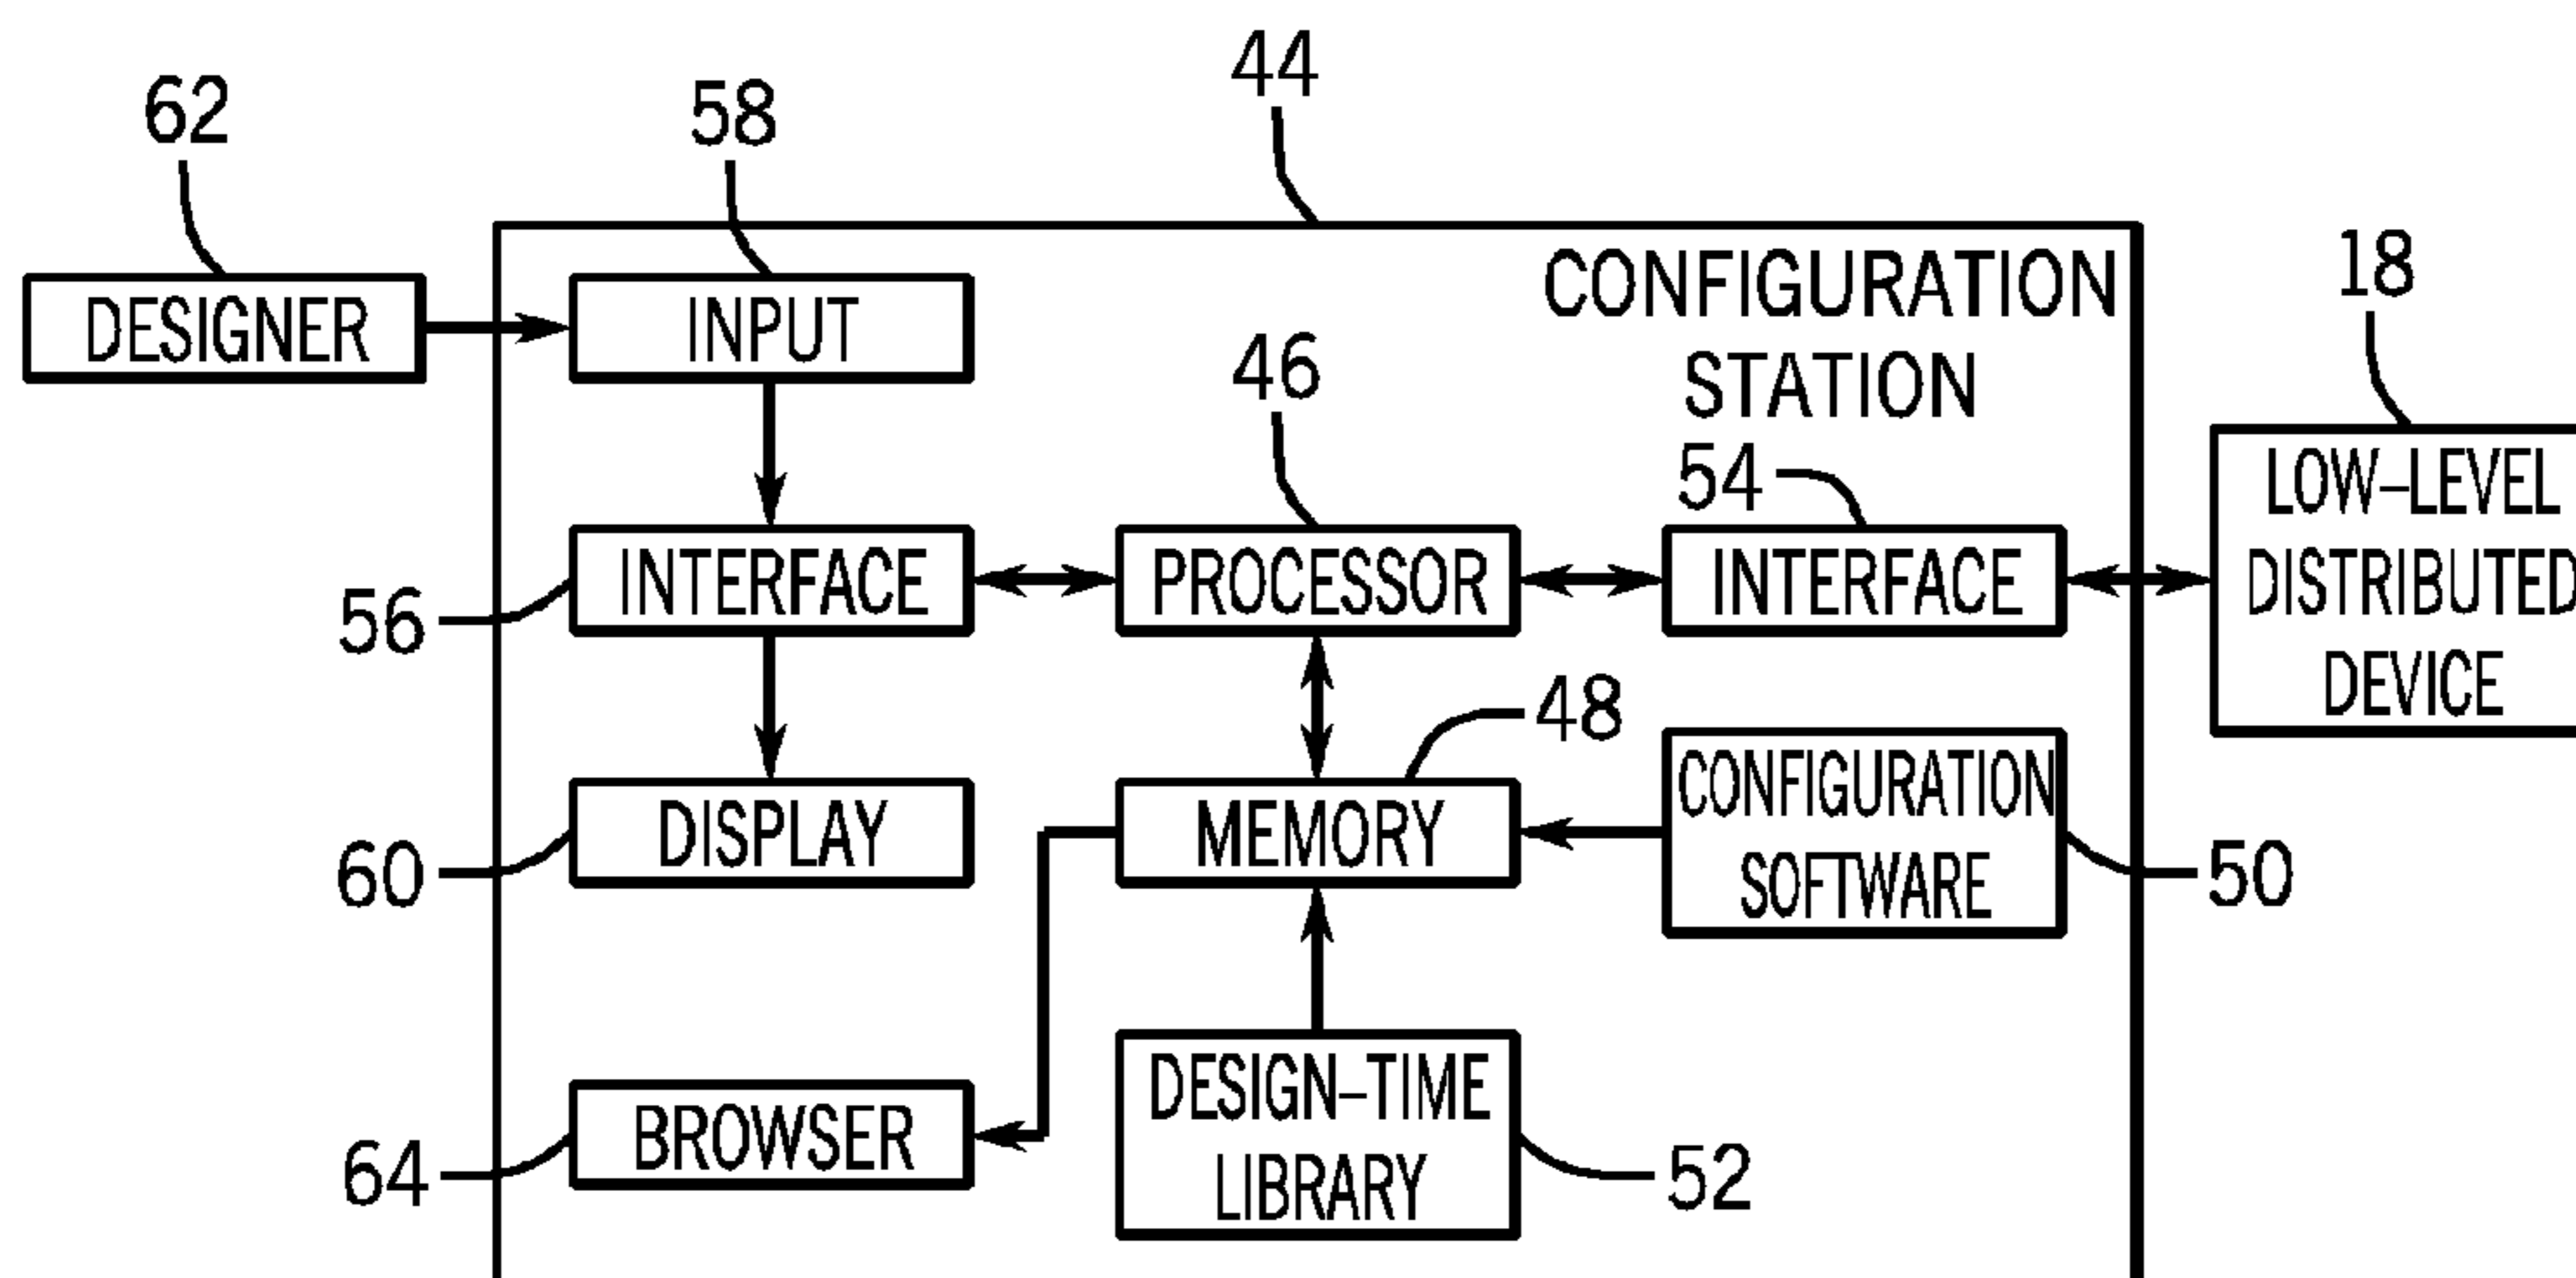 44
62
58
18
CONFIGURATION
STATION
DESIGNER
INPUT
46
54
LOW–LEVEL
DISTRIBUTED
DEVICE
INTERFACE
PROCESSOR
INTERFACE
56
48
CONFIGURATION
SOFTWARE
DISPLAY
MEMORY
60
50
DESIGN–TIME
LIBRARY
BROWSER
64
52